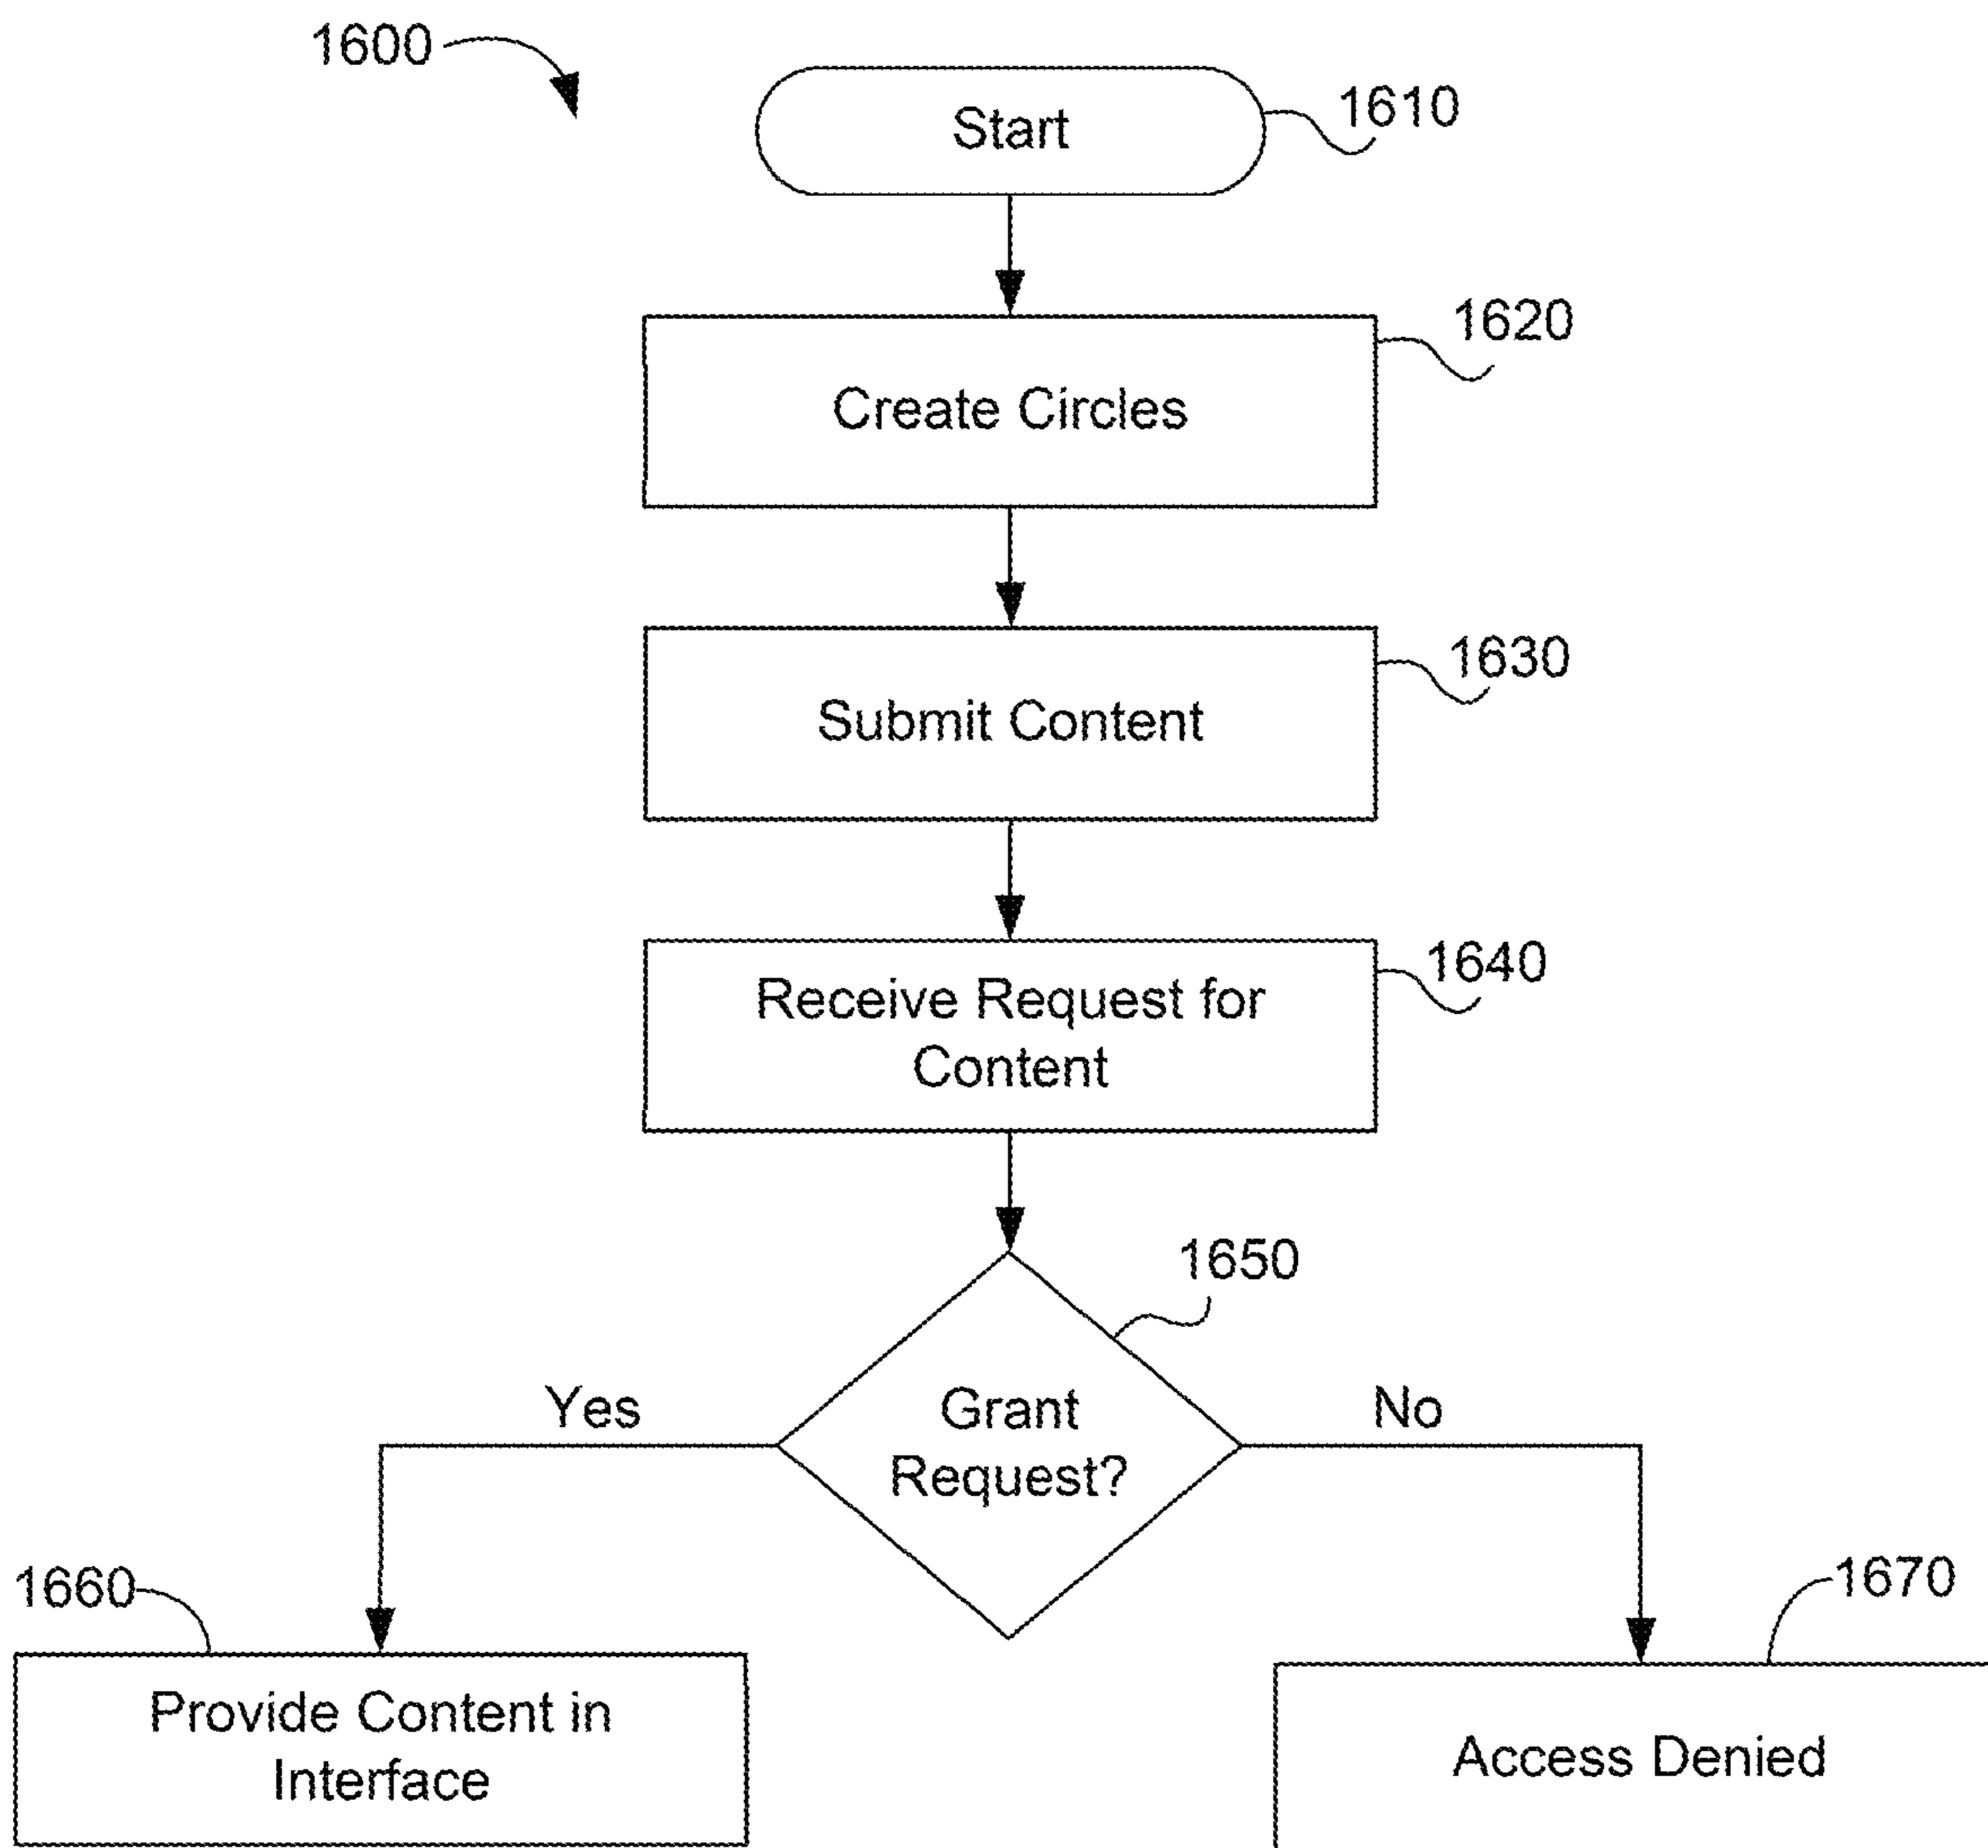 1600
Start
1610
Create Circles
1620
Submit Content
1630
Receive Request for
Content
1640
Grant
Request?
1650
Yes
No
1660
Provide Content in
Interface
1670
Access Denied